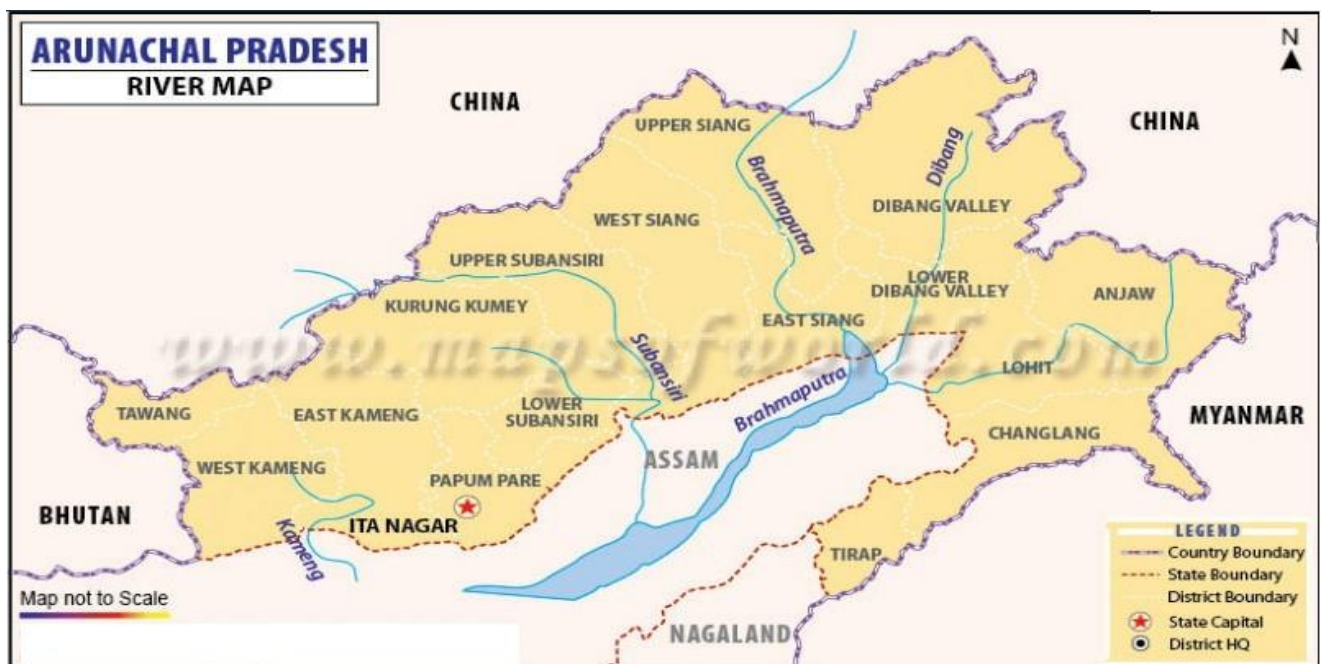 ARUNACHAL PRADESH
RIVER MAP
N
CHINA
CHINA
UPPER SIANG
Brahmaputra
Dibang
DIBANG VALLEY
WEST SIANG
UPPER SUBANSIRI
LOWER
DIBANG VALLEY
ANJAW
KURUNG KUMEY
EAST SIANG
www.mapsofworld.com
Subansiri
LOHIT
Brahmaputra
TAWANG
EAST KAMENG
LOWER
SUBANSIRI
MYANMAR
CHANGLANG
ASSAM
WEST KAMENG
PAPUM PARE
BHUTAN
ITA NAGAR
Kameng
TIRAP
NAGALAND
Map not to Scale
LEGEND
Country Boundary
State Boundary
District Boundary
State Capital
District HQ